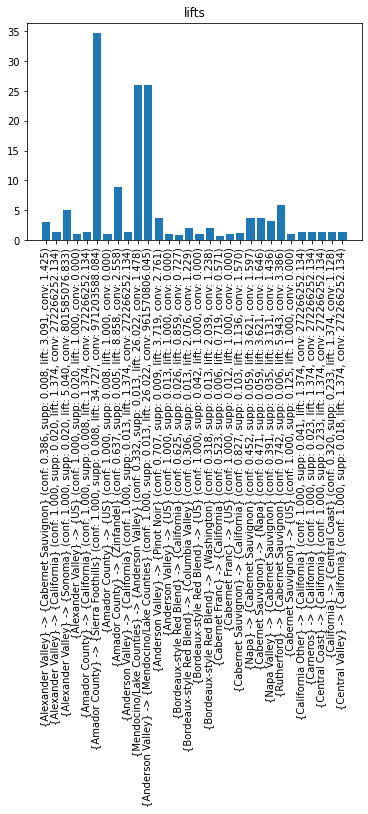 lifts
35
30
25
20
15
10
5
0
{Alexander Valley} -> {Cabernet Sauvignon} (conf: 0.386, supp: 0.008, lift: 3.091, conv: 1.425)
{Alexander Valley} -> {California} (conf: 1.000, supp: 0.020, lift: 1.374, conv: 272266252.134)
{Alexander Valley} -> {Sonoma} (conf: 1.000, supp: 0.020, lift: 5.040, conv: 801585076.833)
{Alexander Valley} -> {US} (conf: 1.000, supp: 0.020, lift: 1.000, conv: 0.000)
{Amador County} -> {California} (conf: 1.000, supp: 0.008, lift: 1.374, conv: 272266252.134)
{Amador County} -> {Sierra Foothills} (conf: 1.000, supp: 0.008, lift: 34.727, conv: 971203588.084)
{Amador County} -> {US} (conf: 1.000, supp: 0.008, lift: 1.000, conv: 0.000)
{Amador County} -> {Zinfandel} (conf: 0.637, supp: 0.005, lift: 8.888, conv: 2.558)
{Anderson Valley} -> {California} (conf: 1.000, supp: 0.013, lift: 1.374, conv: 272266252.134)
{Mendocino/Lake Counties} -> {Anderson Valley} (conf: 0.332, supp: 0.013, lift: 26.022, conv: 1.478)
{Anderson Valley} -> {Mendocino/Lake Counties} (conf: 1.000, supp: 0.013, lift: 26.022, conv: 961570806.045)
{Anderson Valley} -> {Pinot Noir} (conf: 0.707, supp: 0.009, lift: 3.717, conv: 2.761)
{Anderson Valley} -> {US} (conf: 1.000, supp: 0.013, lift: 1.000, conv: 0.000)
{Bordeaux-style Red Blend} -> {California} (conf: 0.625, supp: 0.026, lift: 0.859, conv: 0.727)
{Bordeaux-style Red Blend} -> {Columbia Valley} (conf: 0.306, supp: 0.013, lift: 2.076, conv: 1.229)
{Bordeaux-style Red Blend} -> {US} (conf: 1.000, supp: 0.042, lift: 1.000, conv: 0.000)
{Bordeaux-style Red Blend} -> {Washington} (conf: 0.318, supp: 0.013, lift: 2.039, conv: 1.238)
{Cabernet Franc} -> {California} (conf: 0.523, supp: 0.006, lift: 0.719, conv: 0.571)
{Cabernet Franc} -> {US} (conf: 1.000, supp: 0.012, lift: 1.000, conv: 0.000)
{Cabernet Sauvignon} -> {California} (conf: 0.825, supp: 0.103, lift: 1.136, conv: 1.570)
{Napa} -> {Cabernet Sauvignon} (conf: 0.452, supp: 0.059, lift: 3.621, conv: 1.597)
{Cabernet Sauvignon} -> {Napa} (conf: 0.471, supp: 0.059, lift: 3.621, conv: 1.646)
{Napa Valley} -> {Cabernet Sauvignon} (conf: 0.391, supp: 0.035, lift: 3.131, conv: 1.436)
{Rutherford} -> {Cabernet Sauvignon} (conf: 0.742, supp: 0.006, lift: 5.945, conv: 3.386)
{Cabernet Sauvignon} -> {US} (conf: 1.000, supp: 0.125, lift: 1.000, conv: 0.000)
{California Other} -> {California} (conf: 1.000, supp: 0.041, lift: 1.374, conv: 272266252.134)
{Carneros} -> {California} (conf: 1.000, supp: lift: 1.374, conv: 272266252.134)
{Central Coast} -> {California} (conf: 1.000, supp: 0.233, lift: 1.374, conv: 272266252.134)
{California} -> {Central Coast} (conf: 0.320, supp: 0.233, lift: 1.374, conv: 1.128)
{Central Valley} -> {California} (conf: 1.000, supp: 0.018, lift: 1.374, conv: 272266252.134)